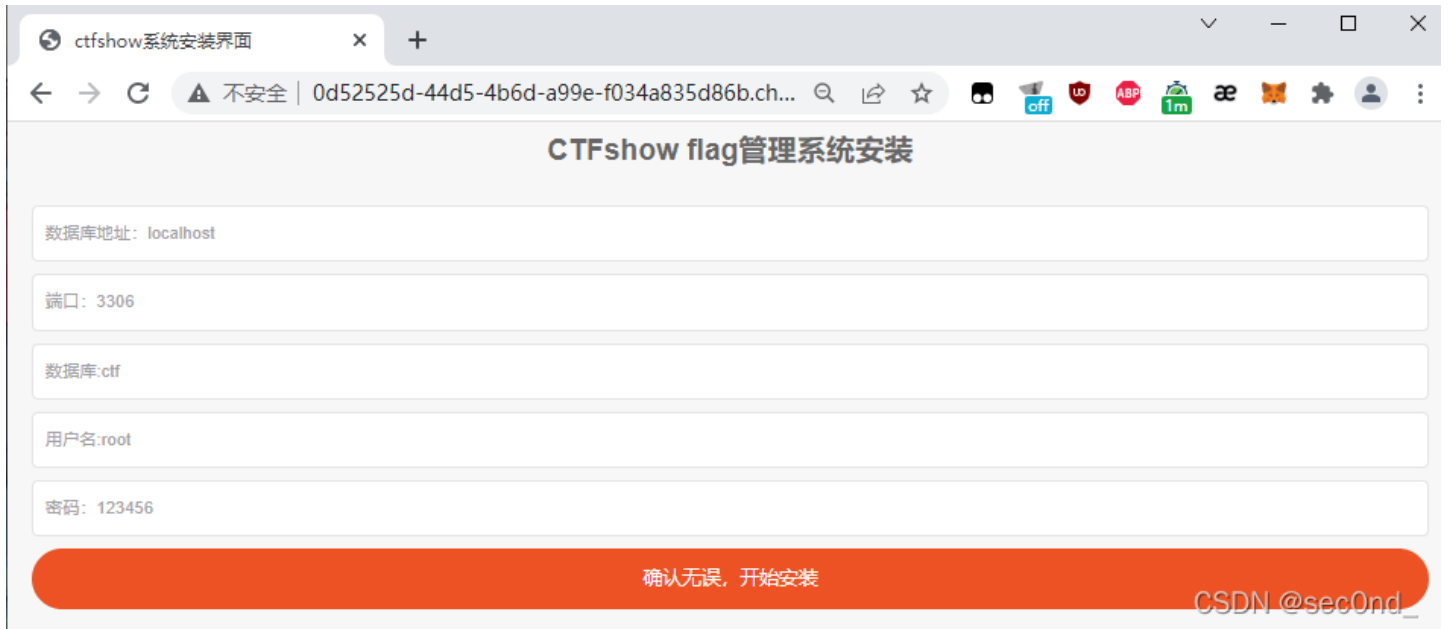 ctfshow系统安装界面
不安全 0d52525d-44d5-4b6d-a99e-f034a835d86b.ch...
off
ABP
1m
æ
CTFshow flag管理系统安装
数据库地址：localhost
端口：3306
数据库:ctf
用户名:root
密码：123456
确认无误，开始安装
CSDN @sec0nd_